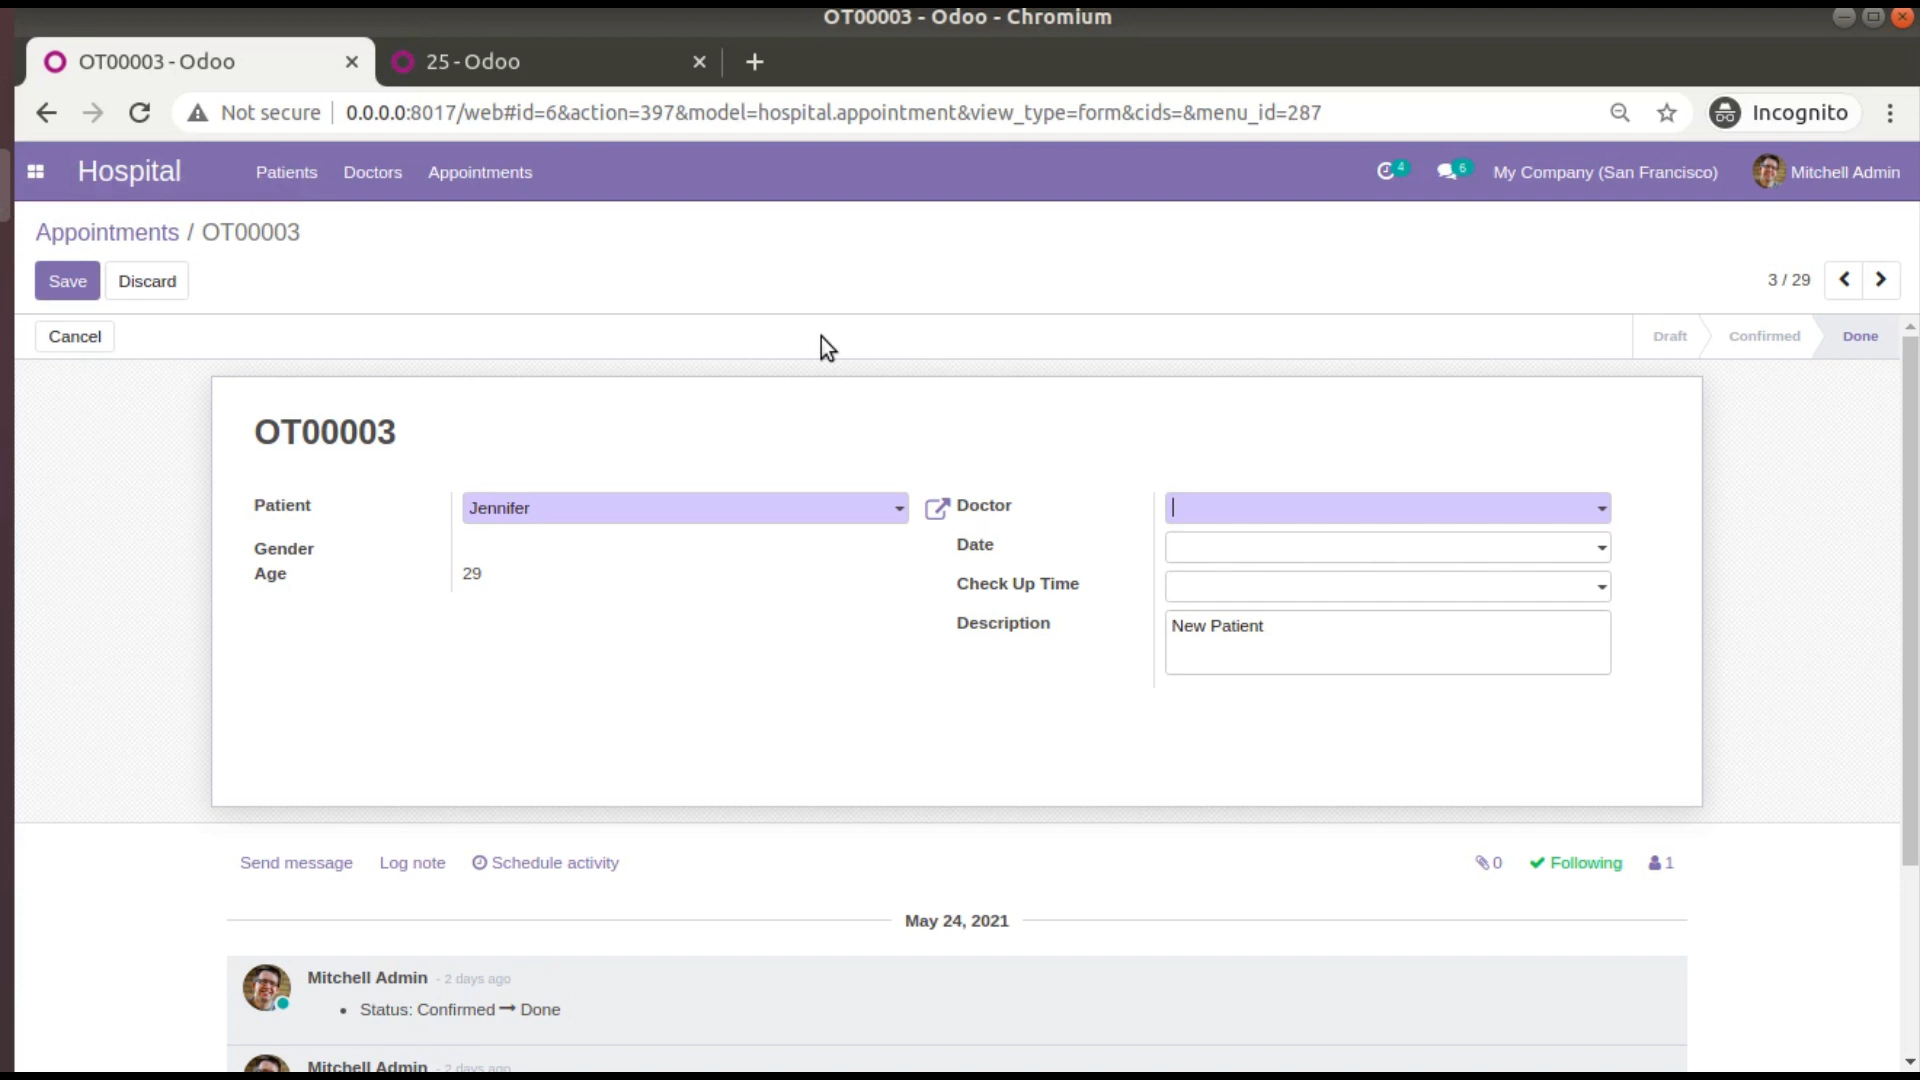 OT00003 - Odoo - Chromium
OT00003 - Odoo
25 - Odoo
Not secure
0.0.0.0:8017/web#id=6&action=397&model=hospital.appointment&view_type=form&cids=&menu_id=287
Incognito
Hospital
Patients
Doctors
Appointments
4
6
My Company (San Francisco)
Mitchell Admin
Appointments / OT00003
Save
Discard
3 / 29
Cancel
Draft
Confirmed
Done
OT00003
Patient
Jennifer
Gender
Age
29
Doctor
Date
Check Up Time
Description
New Patient
Send message
Log note
Schedule activity
0
Following
1
May 24, 2021
Mitchell Admin - 2 days ago
• Status: Confirmed → Done
Mitchell Admin - 2 days ago